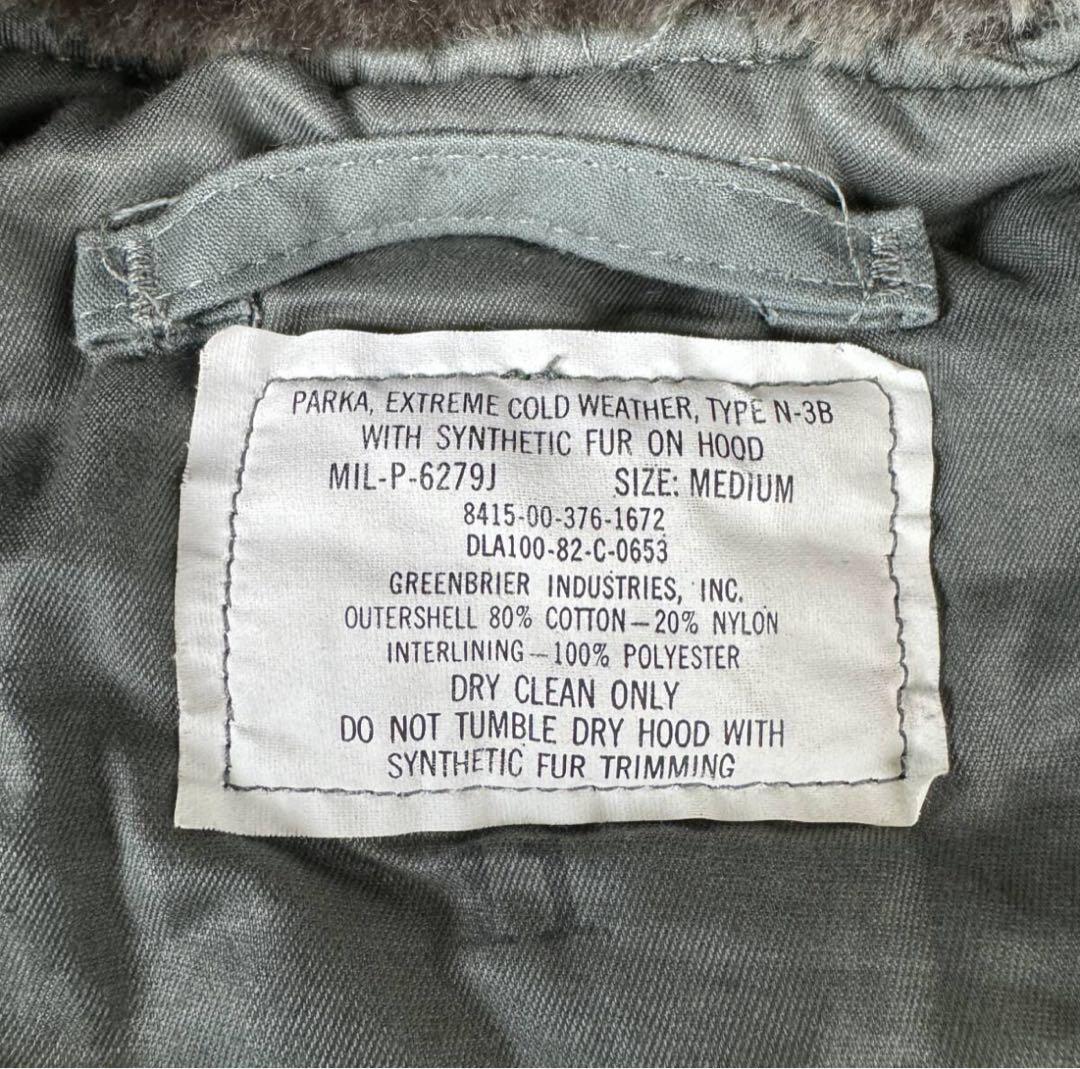 PARKA, EXTREME COLD WEATHER, TYPE N-3B
WITH SYNTHETIC FUR ON HOOD
MIL-P-6279J SIZE: MEDIUM
8415-00-376-1672
DLA100-82-C-0653
GREENBRIER INDUSTRIES, INC.
OUTERSHELL 80% COTTON—20% NYLON
INTERLINING—100% POLYESTER
DRY CLEAN ONLY
DO NOT TUMBLE DRY HOOD WITH
SYNTHETIC FUR TRIMMING